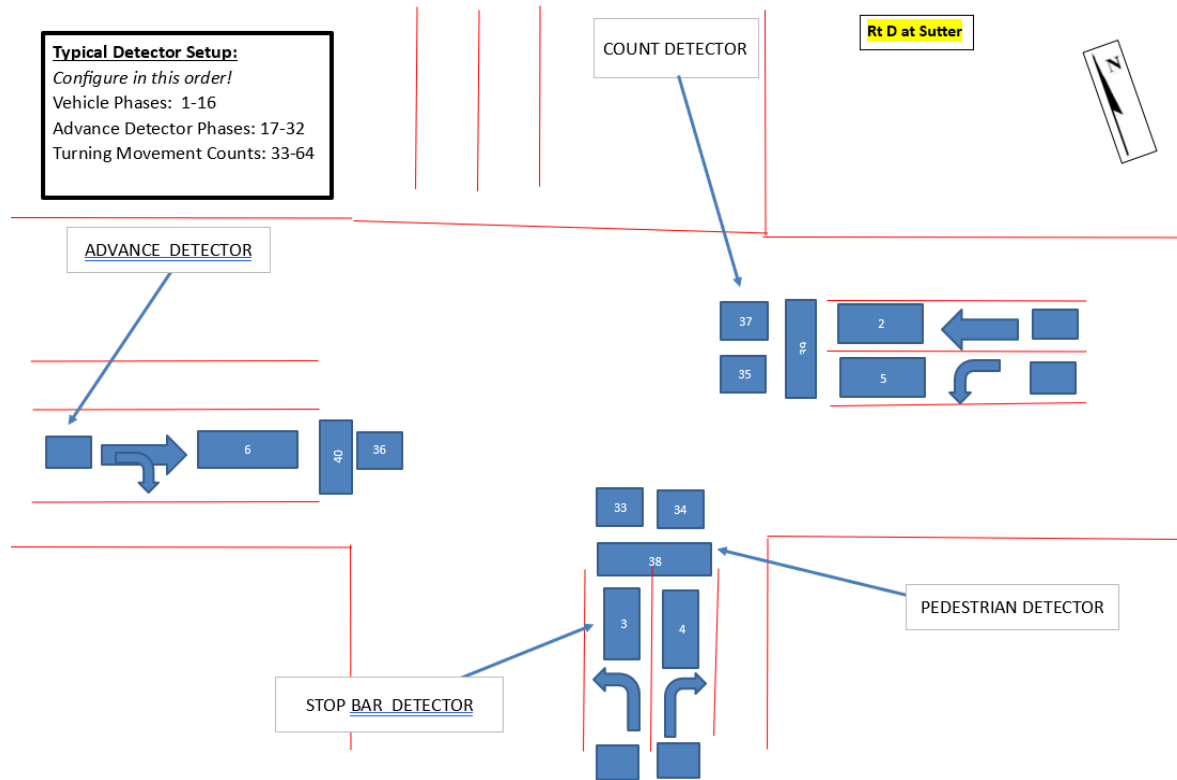 Typical Detector Setup:
Configure in this order!
Vehicle Phases: 1-16
Advance Detector Phases: 17-32
Turning Movement Counts: 33-64
COUNT DETECTOR
Rt D at Sutter
N
ADVANCE DETECTOR
37
39
2
35
5
6
40
36
33
34
38
3
4
PEDESTRIAN DETECTOR
STOP BAR DETECTOR